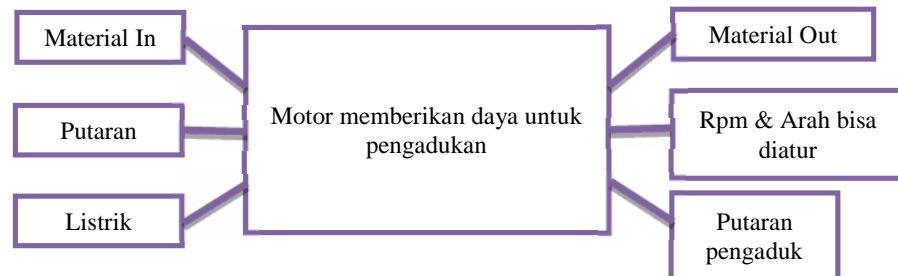 Material In
Putaran
Listrik
Motor memberikan daya untuk
pengadukan
Material Out
Rpm & Arah bisa
diatur
Putaran
pengaduk